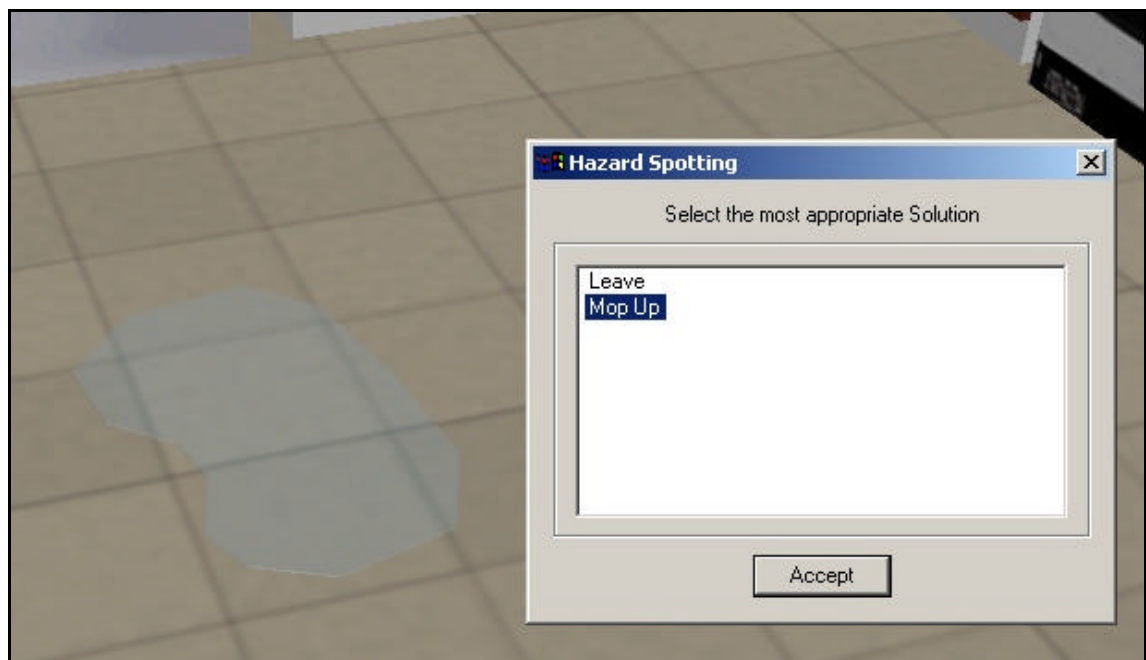 Hazard Spotting
Select the most appropriate Solution
Leave
Mop Up
Accept